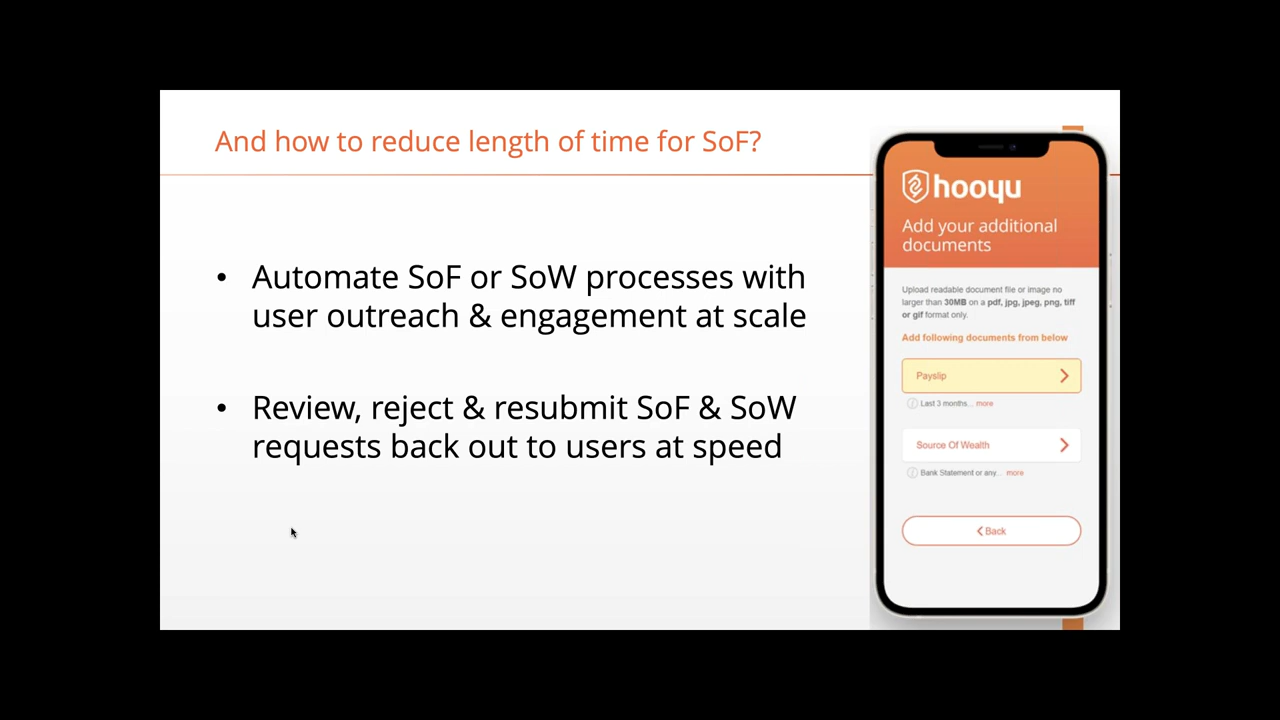 And how to reduce length of time for SoF?
• Automate SoF or SoW processes with
user outreach & engagement at scale
• Review, reject & resubmit SoF & SoW
requests back out to users at speed
hooyu
Add your additional
documents
Upload readable document file or image no
larger than 30MB on a pdf, jpg, jpeg, png, tiff
or gif format only.
Add following documents from below
Payslip
Last 3 months... more
Source Of Wealth
Bank Statement or any... more
Back